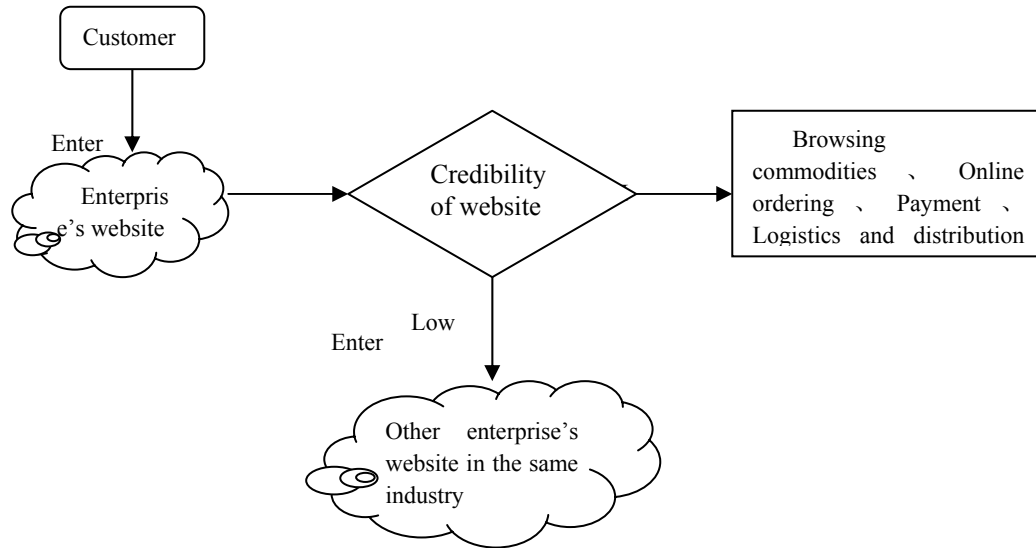 Customer
Enter
Enterpris
e’s website
Credibility
of website
Browsing
commodities 、 Online
ordering 、 Payment 、
Logistics and distribution
Low
Enter
Other enterprise’s
website in the same
industry